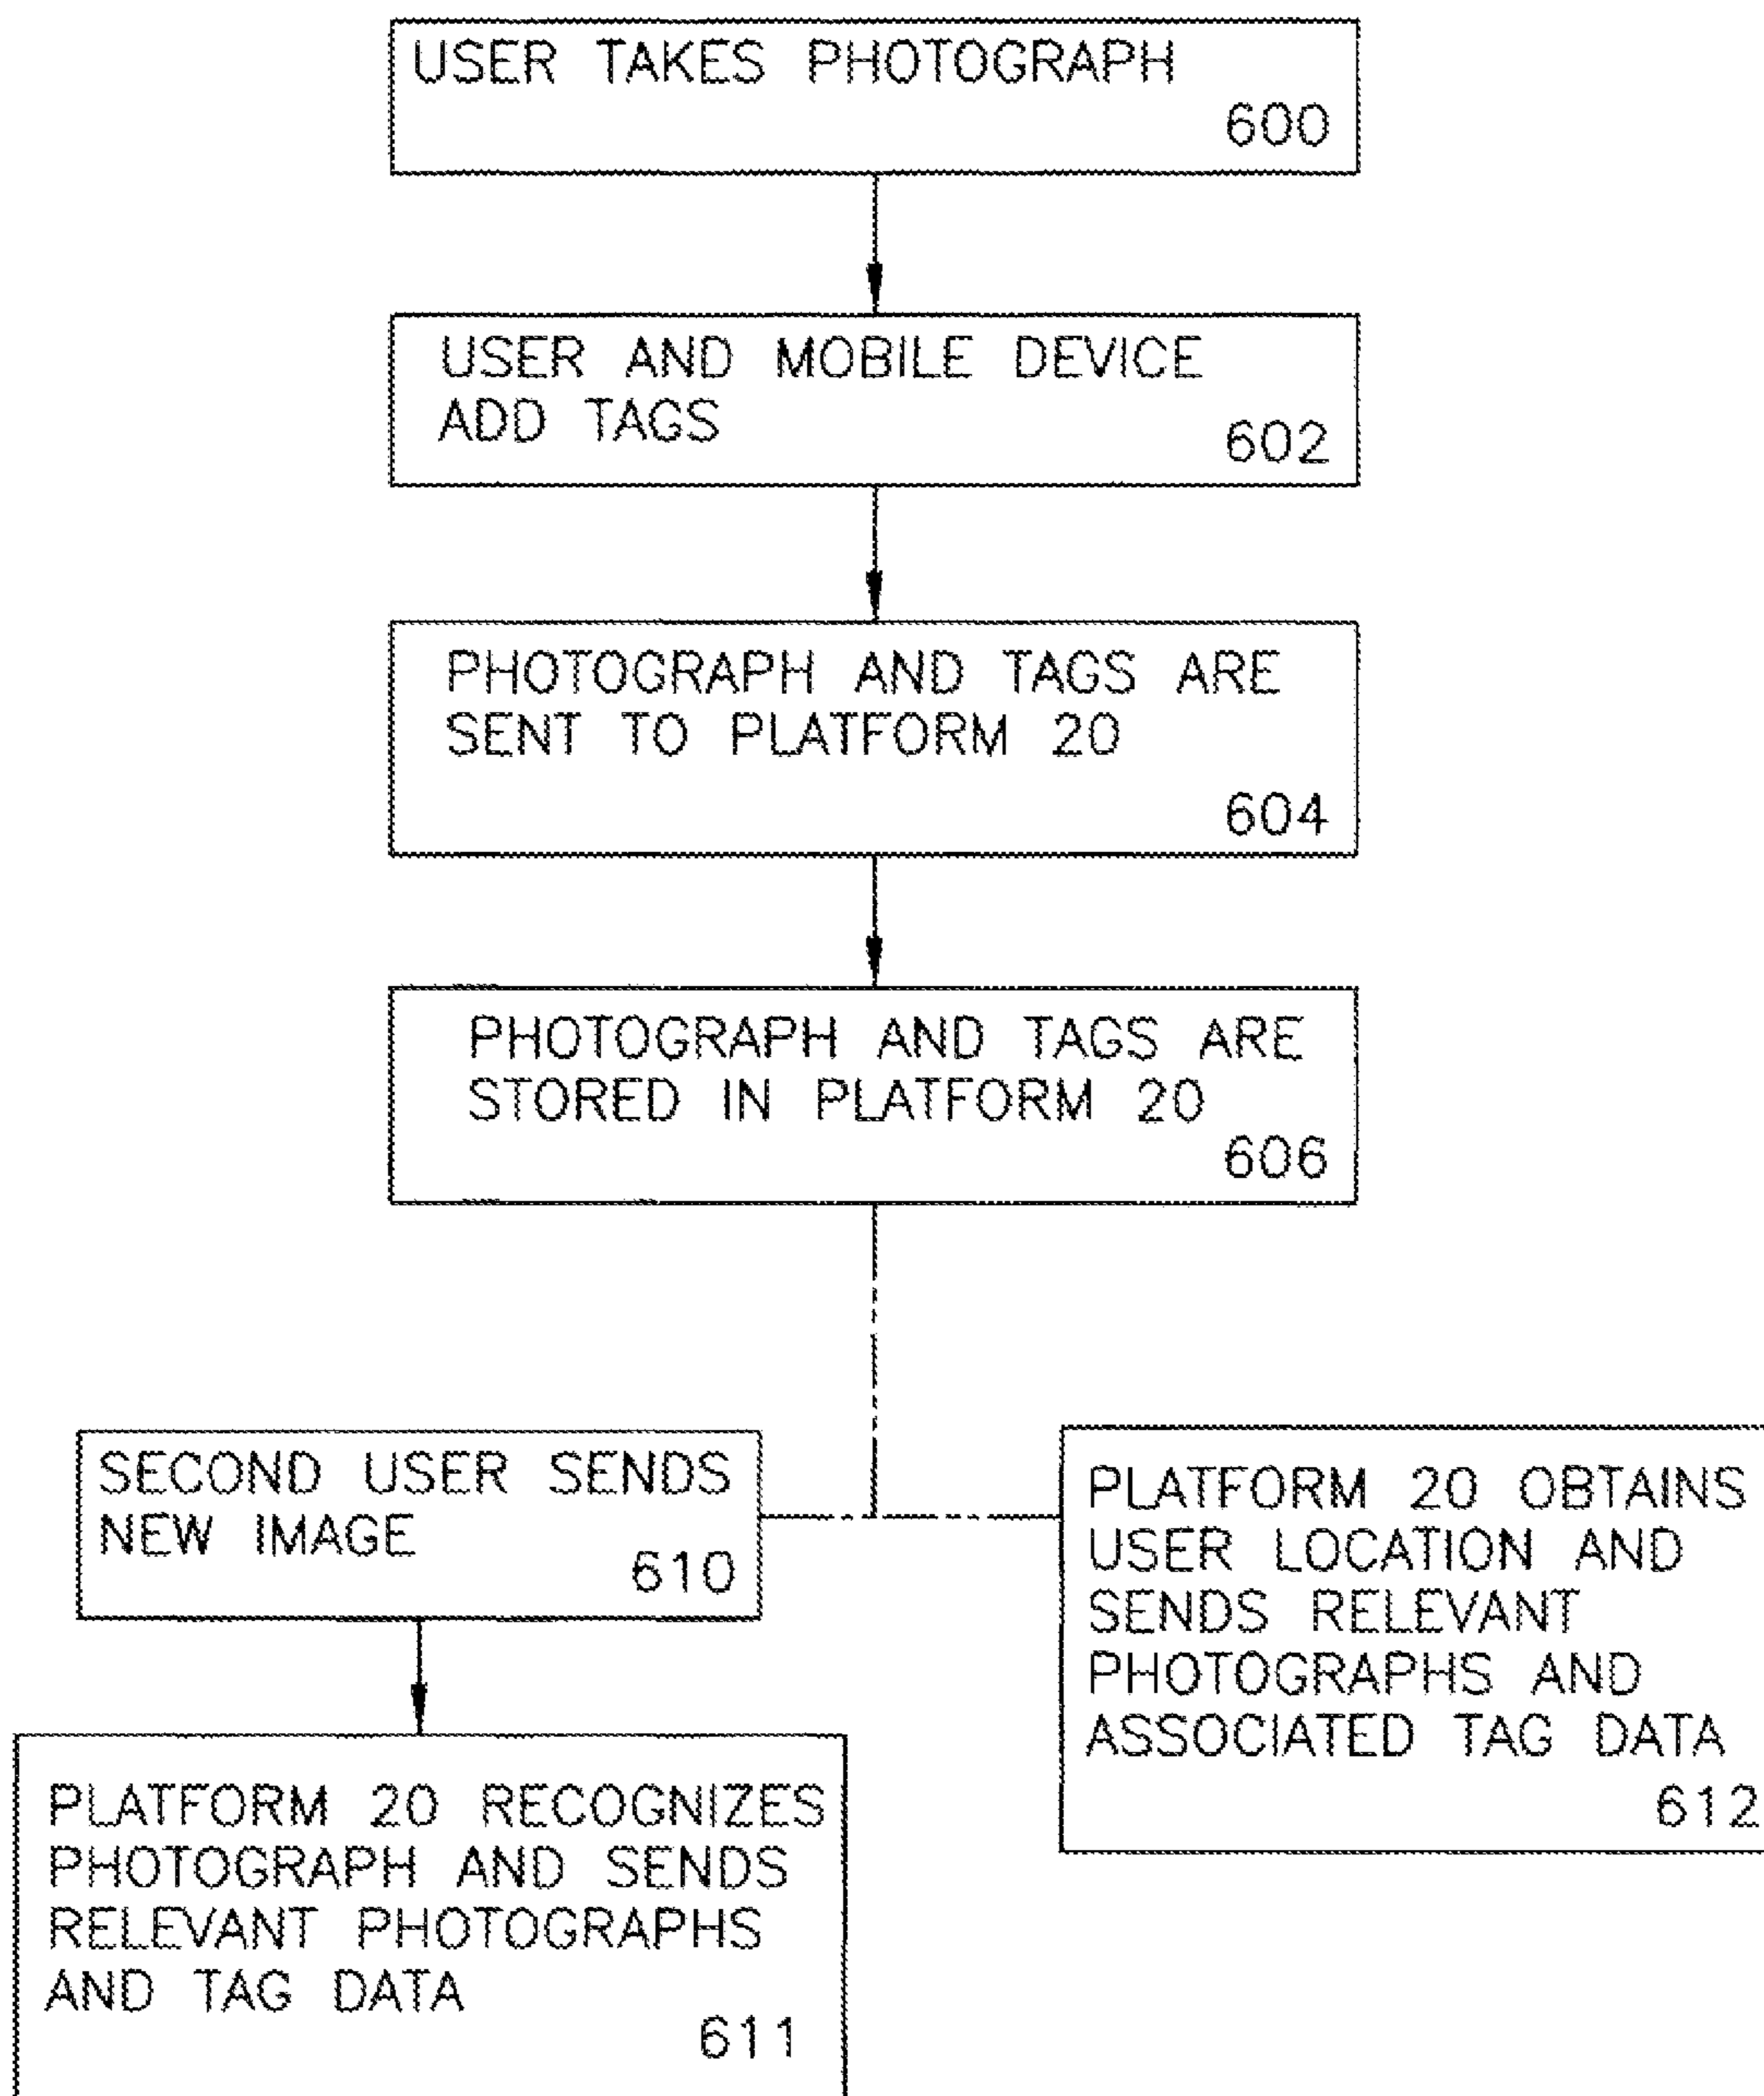 USER TAKES PHOTOGRAPH
600
USER AND MOBILE DEVICE
ADD TAGS
602
PHOTOGRAPH AND TAGS ARE
SENT TO PLATFORM 20
604
PHOTOGRAPH AND TAGS ARE
STORED IN PLATFORM 20
606
SECOND USER SENDS
NEW IMAGE
610
PLATFORM 20 OBTAINS
USER LOCATION AND
SENDS RELEVANT
PHOTOGRAPHS AND
ASSOCIATED TAG DATA
612
PLATFORM 20 RECOGNIZES
PHOTOGRAPH AND SENDS
RELEVANT PHOTOGRAPHS
AND TAG DATA
611